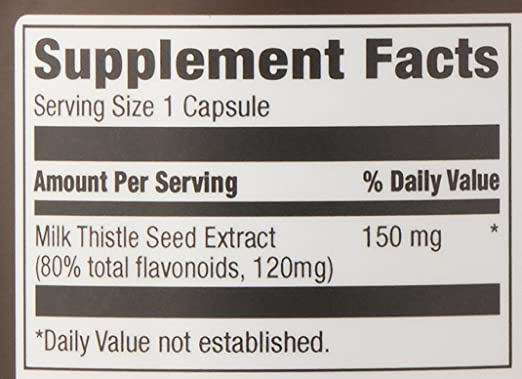 Supplement Facts
Serving Size 1 Capsule
Amount Per Serving % Daily Value
Milk Thistle Seed Extract 150 mg *
(80% total flavonoids, 120mg)
*Daily Value not established.